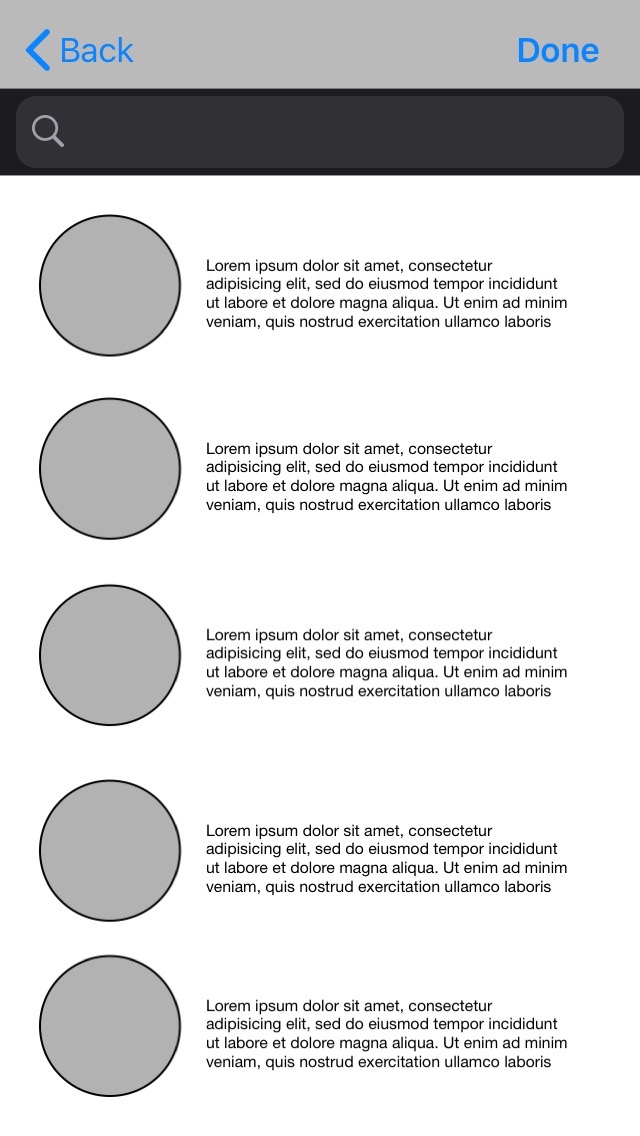 Back
Done
Lorem ipsum dolor sit amet, consectetur
adipisicing elit, sed do eiusmod tempor incididunt
ut labore et dolore magna aliqua. Ut enim ad minim
veniam, quis nostrud exercitation ullamco laboris
Lorem ipsum dolor sit amet, consectetur
adipisicing elit, sed do eiusmod tempor incididunt
ut labore et dolore magna aliqua. Ut enim ad minim
veniam, quis nostrud exercitation ullamco laboris
Lorem ipsum dolor sit amet, consectetur
adipisicing elit, sed do eiusmod tempor incididunt
ut labore et dolore magna aliqua. Ut enim ad minim
veniam, quis nostrud exercitation ullamco laboris
Lorem ipsum dolor sit amet, consectetur
adipisicing elit, sed do eiusmod tempor incididunt
ut labore et dolore magna aliqua. Ut enim ad minim
veniam, quis nostrud exercitation ullamco laboris
Lorem ipsum dolor sit amet, consectetur
adipisicing elit, sed do eiusmod tempor incididunt
ut labore et dolore magna aliqua. Ut enim ad minim
veniam, quis nostrud exercitation ullamco laboris